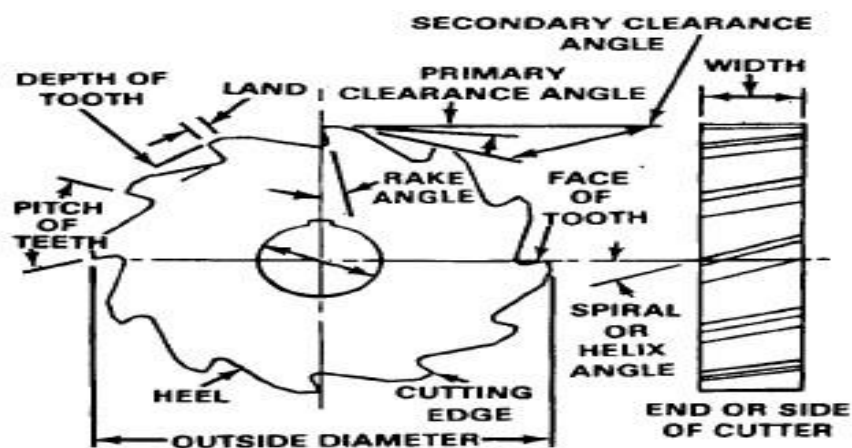 SECONDARY CLEARANCE
ANGLE
DEPTH OF
TOOTH
LAND
PRIMARY
CLEARANCE ANGLE
WIDTH
RAKE
ANGLE
FACE
OF
TOOTH
PITCH
OF
TEETH
SPIRAL
OR
HELIX
ANGLE
HEEL
CUTTING
EDGE
END OR SIDE
OF CUTTER
OUTSIDE DIAMETER